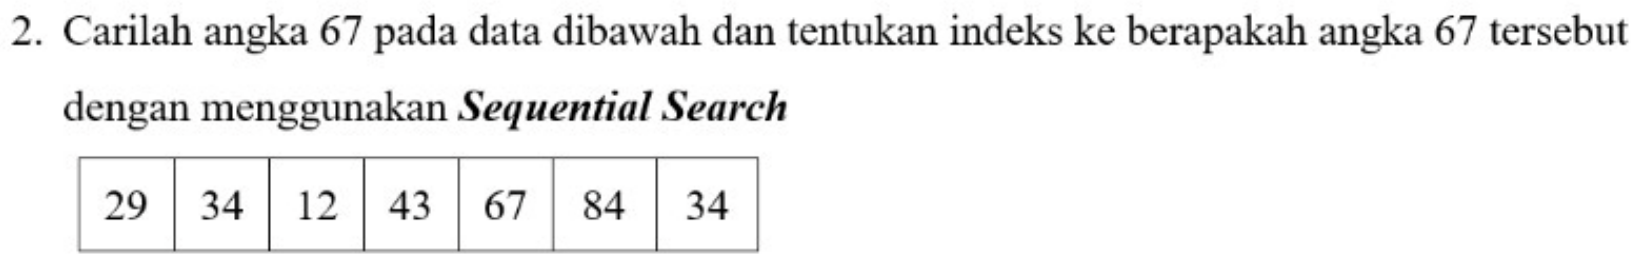 2. Carilah angka 67 pada data dibawah dan tentukan indeks ke berapakah angka 67 tersebut
dengan menggunakan Sequential Search
29 34 12 43 67 84 34